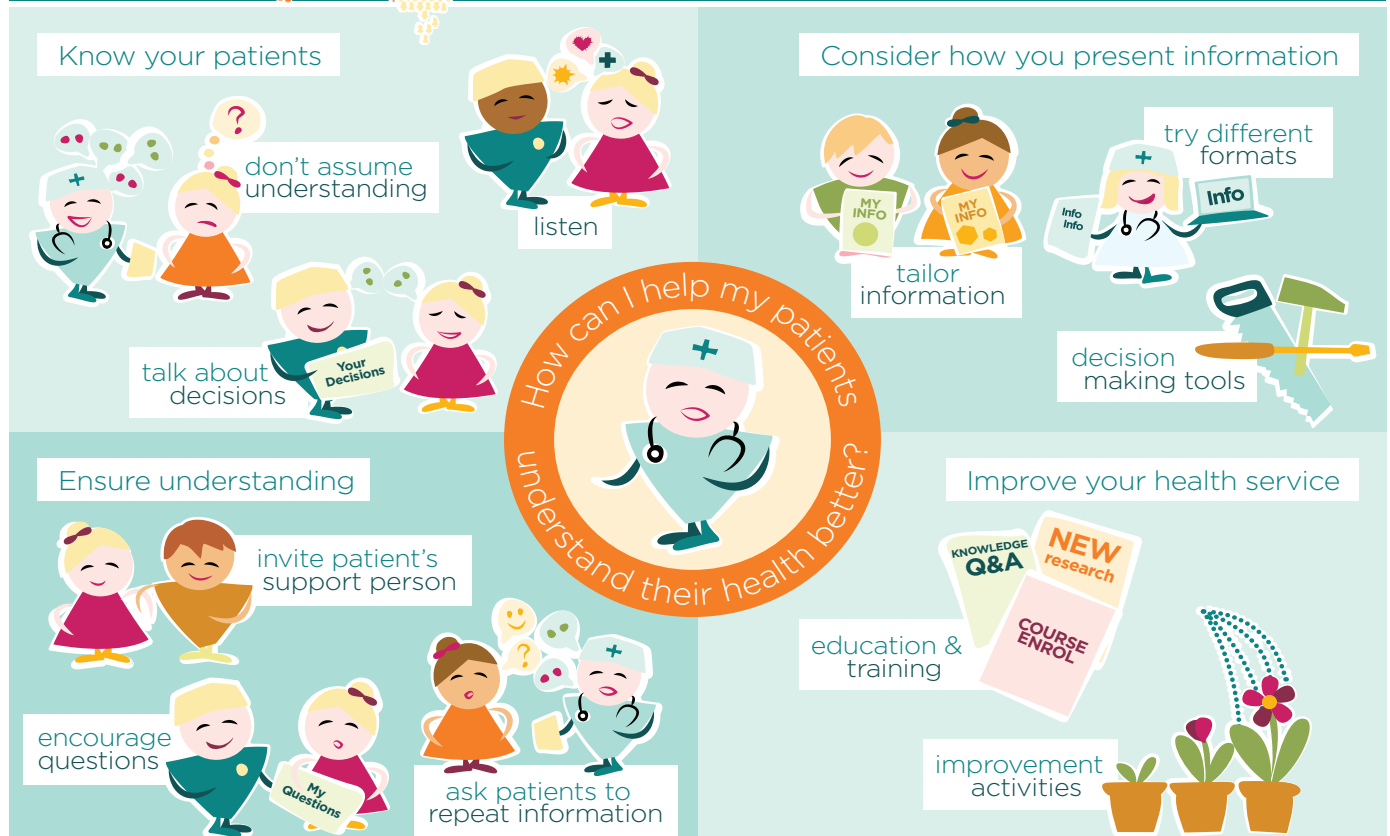 Know your patients
?
don't assume
understanding
listen
Your
Decisions
talk about
decisions
Consider how you present information
MY
INFO
MY
INFO
tailor
information
try different
formats
Info
Info
Info
decision
making tools
How can I help my patients
understand their health better?
Ensure understanding
invite patient's
support person
encourage
questions
My
Questions
?
ask patients to
repeat information
Improve your health service
KNOWLEDGE
Q&A
NEW
research
COURSE
ENROL
education &
training
improvement
activities